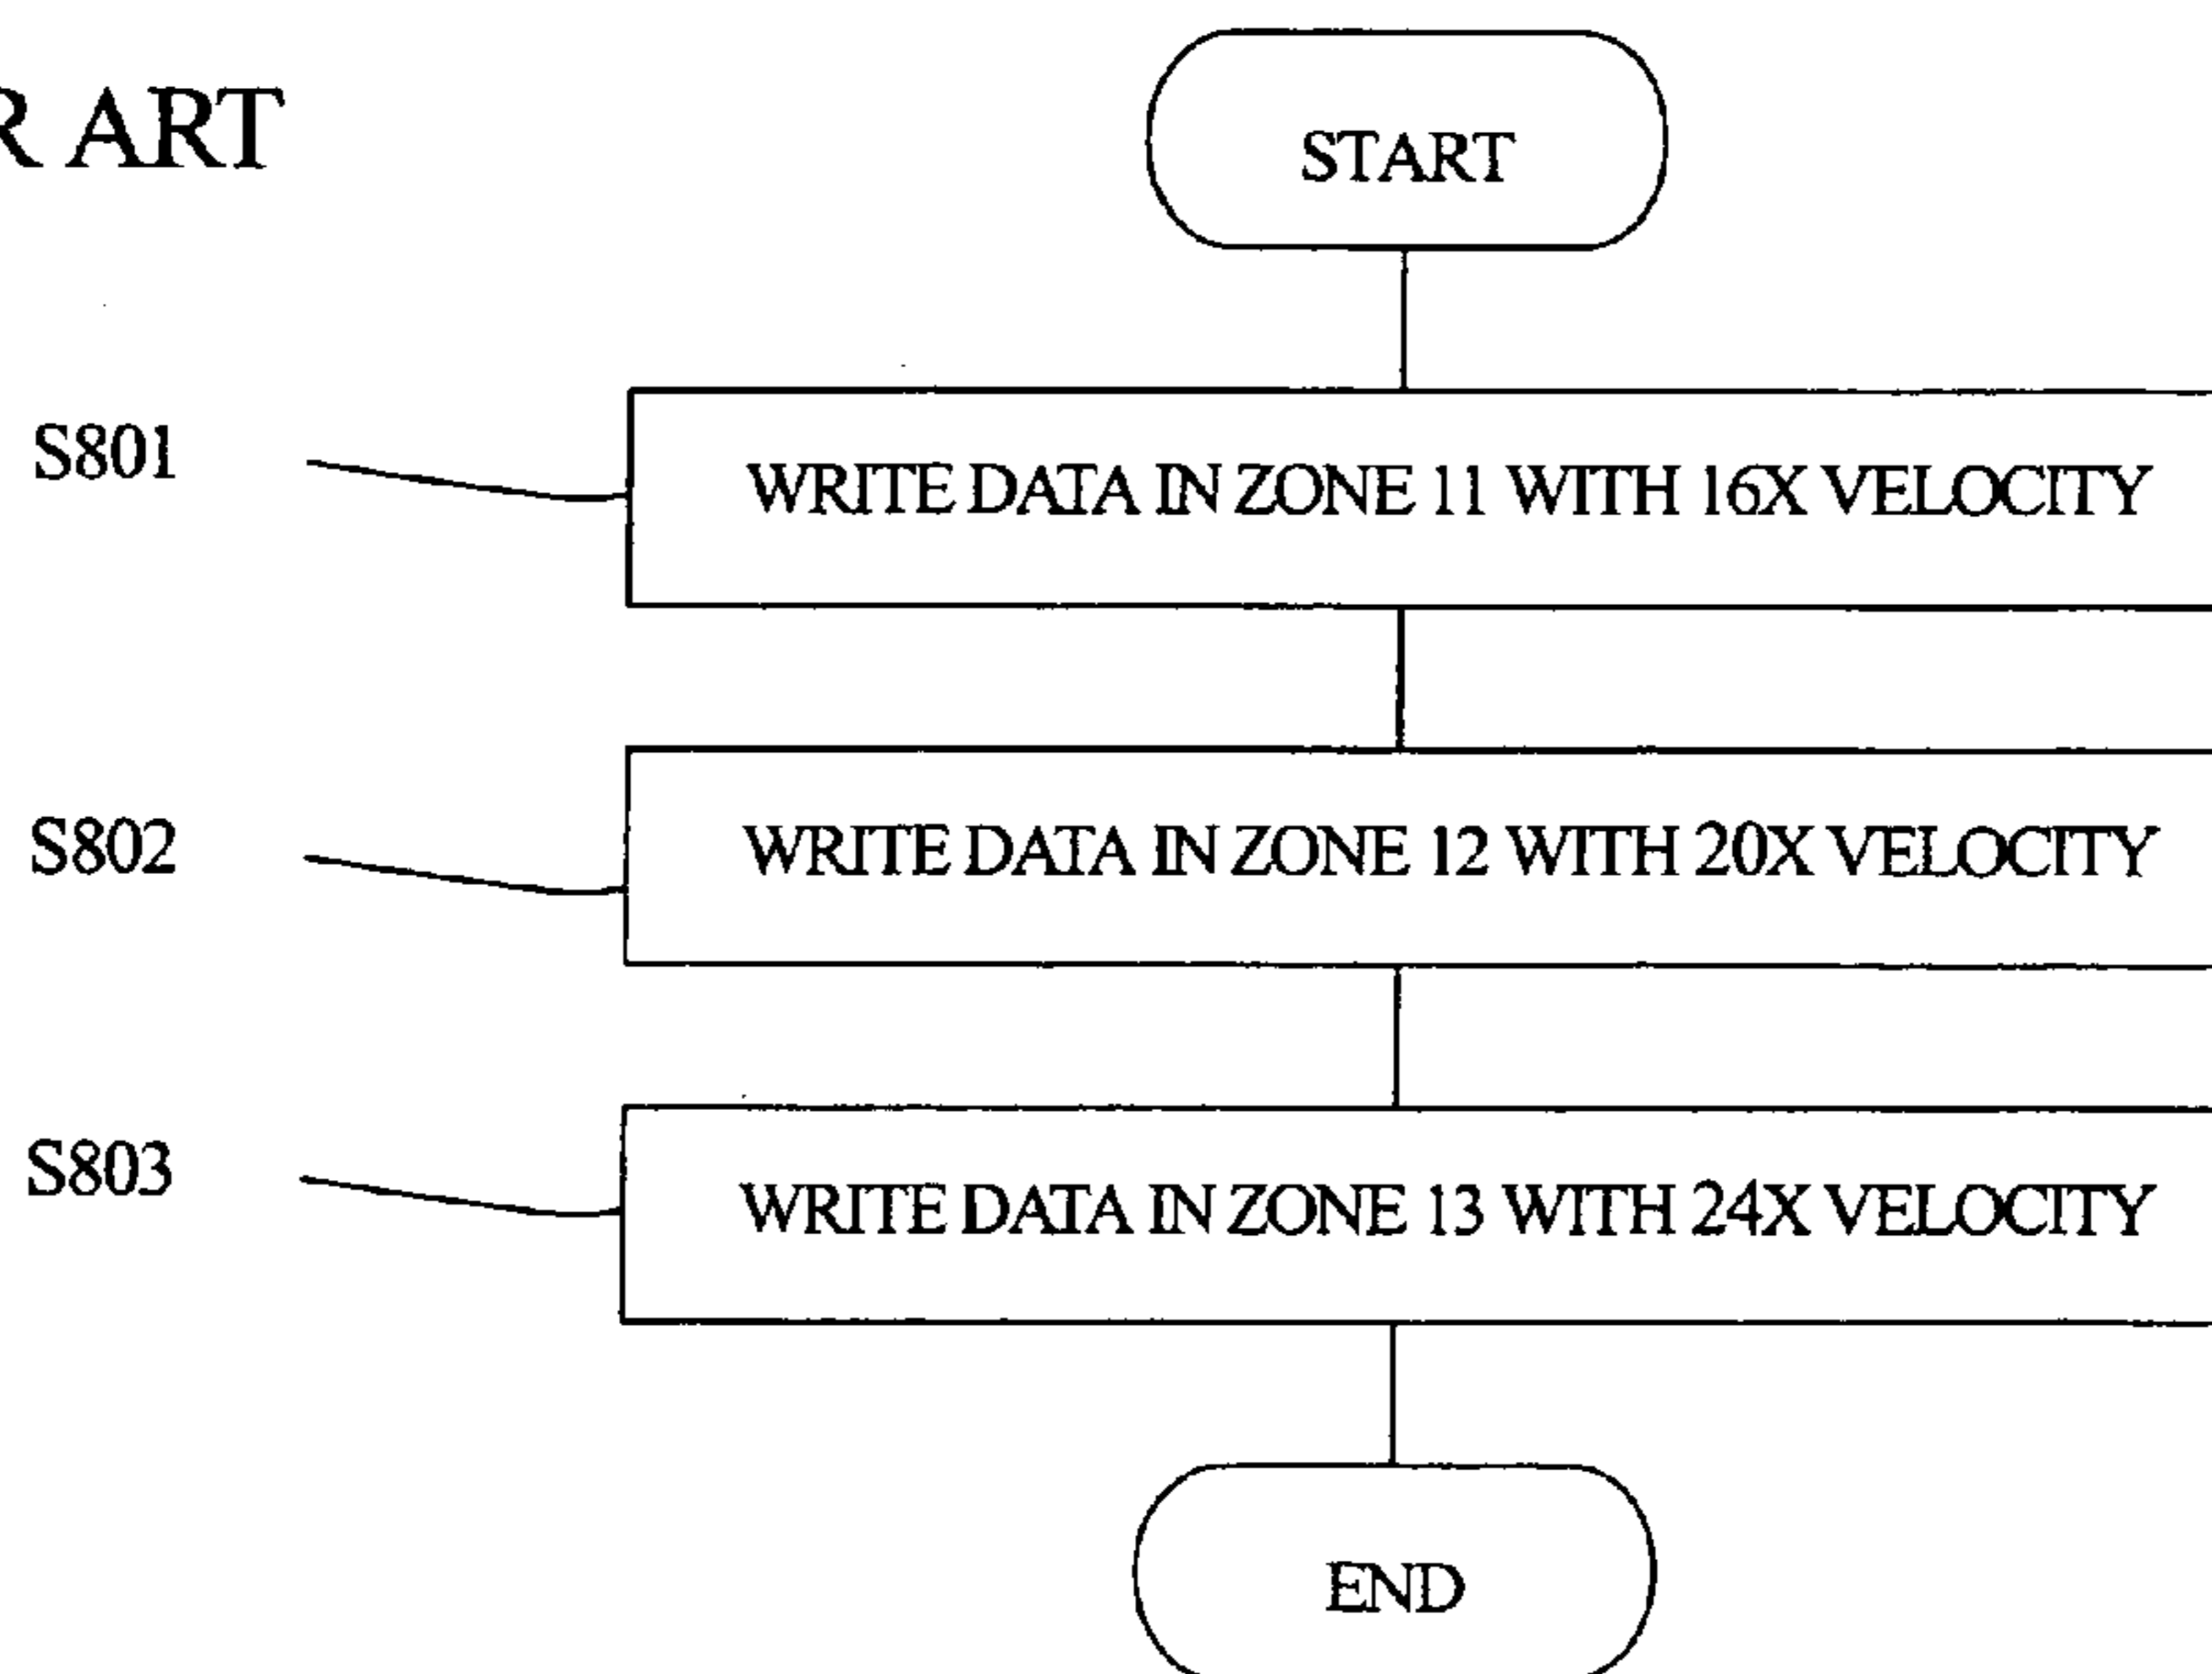 R ART
START
S801
WRITE DATA IN ZONE 11 WITH 16X VELOCITY
S802
WRITE DATA IN ZONE 12 WITH 20X VELOCITY
S803
WRITE DATA IN ZONE 13 WITH 24X VELOCITY
END